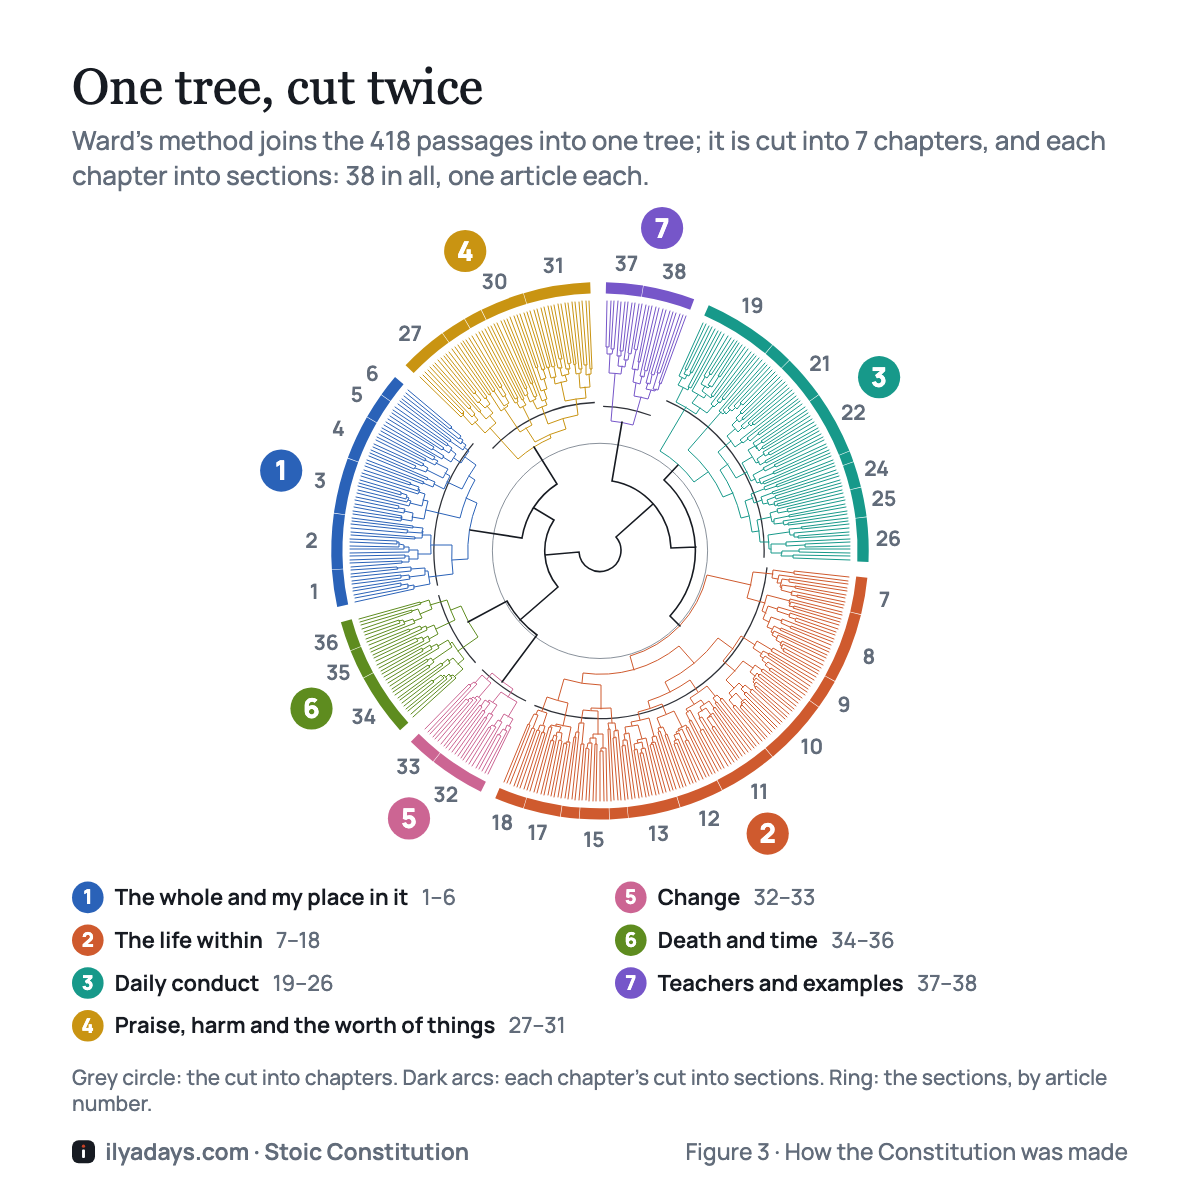 One tree, cut twice
Ward's method joins the 418 passages into one tree; it is cut into 7 chapters, and each
chapter into sections: 38 in all, one article each.
7
4
37
38
31
30
19
27
6
21
3
5
22
4
1
3
24
25
2
26
1
7
36
8
35
6
9
34
10
33
32
11
5
18
17
15
13
12
2
1 The whole and my place in it 1–6
2 The life within 7–18
3 Daily conduct 19–26
4 Praise, harm and the worth of things 27–31
5 Change 32–33
6 Death and time 34–36
7 Teachers and examples 37–38
Grey circle: the cut into chapters. Dark arcs: each chapter's cut into sections. Ring: the sections, by article
number.
i ilyadays.com · Stoic Constitution
Figure 3 · How the Constitution was made